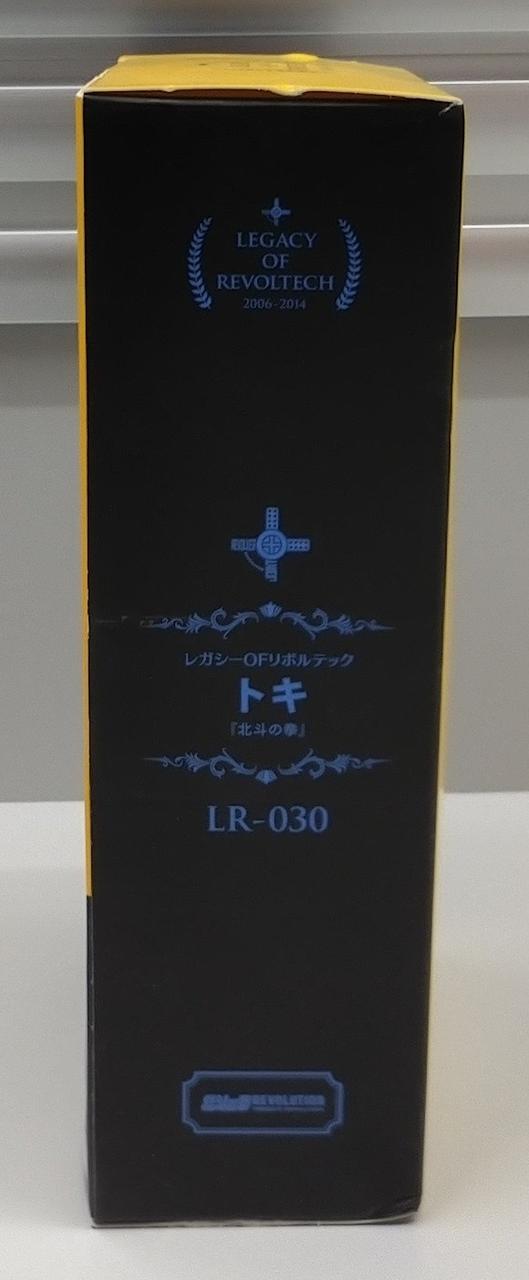 LEGACY
OF
REVOLTECH
2006-2014
レガシーOFリボルテック
トキ
『北斗の拳』
LR-030
REVOLUTION